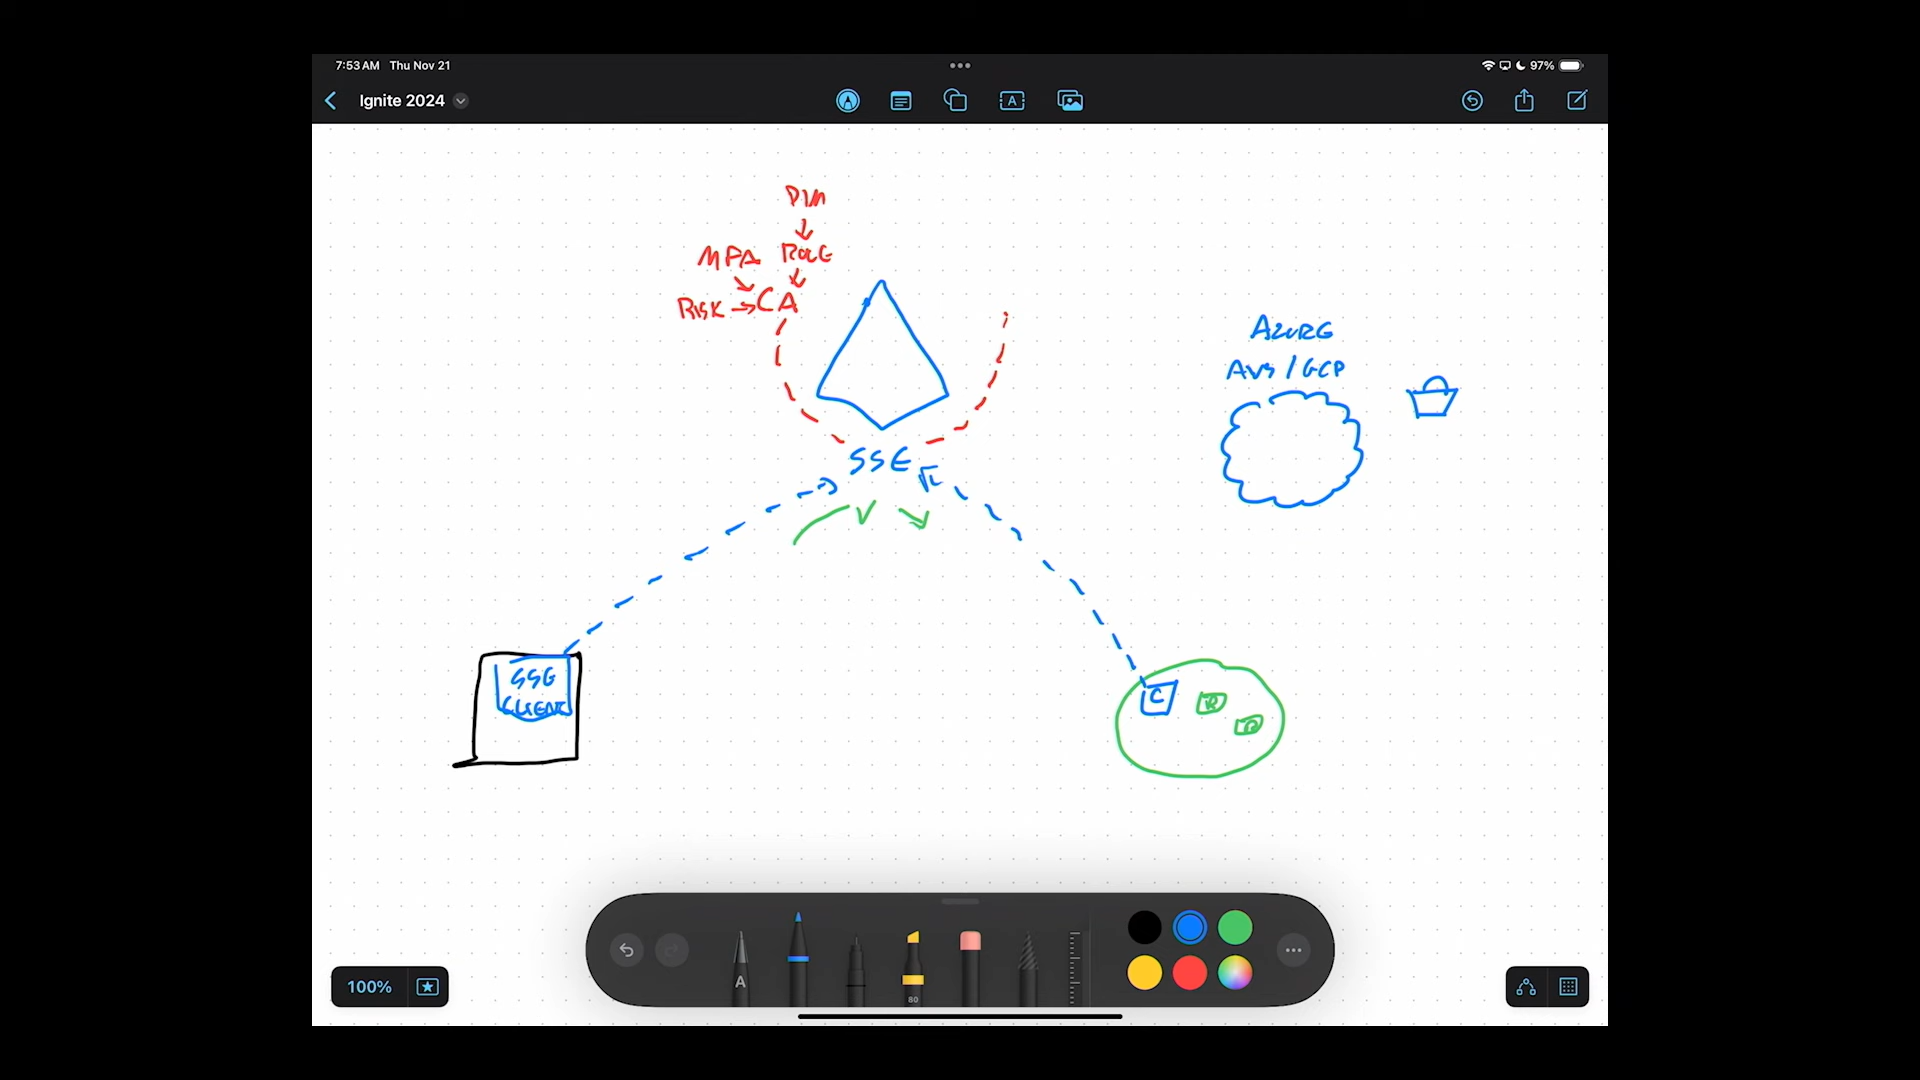 7:53 AM Thu Nov 21
97%
Ignite 2024
A
PIM
MFA ROLE
RISK CA
AZURE
AWS/GCP
SSE
SSE
CLIENT
C
R
R
A
80
100%